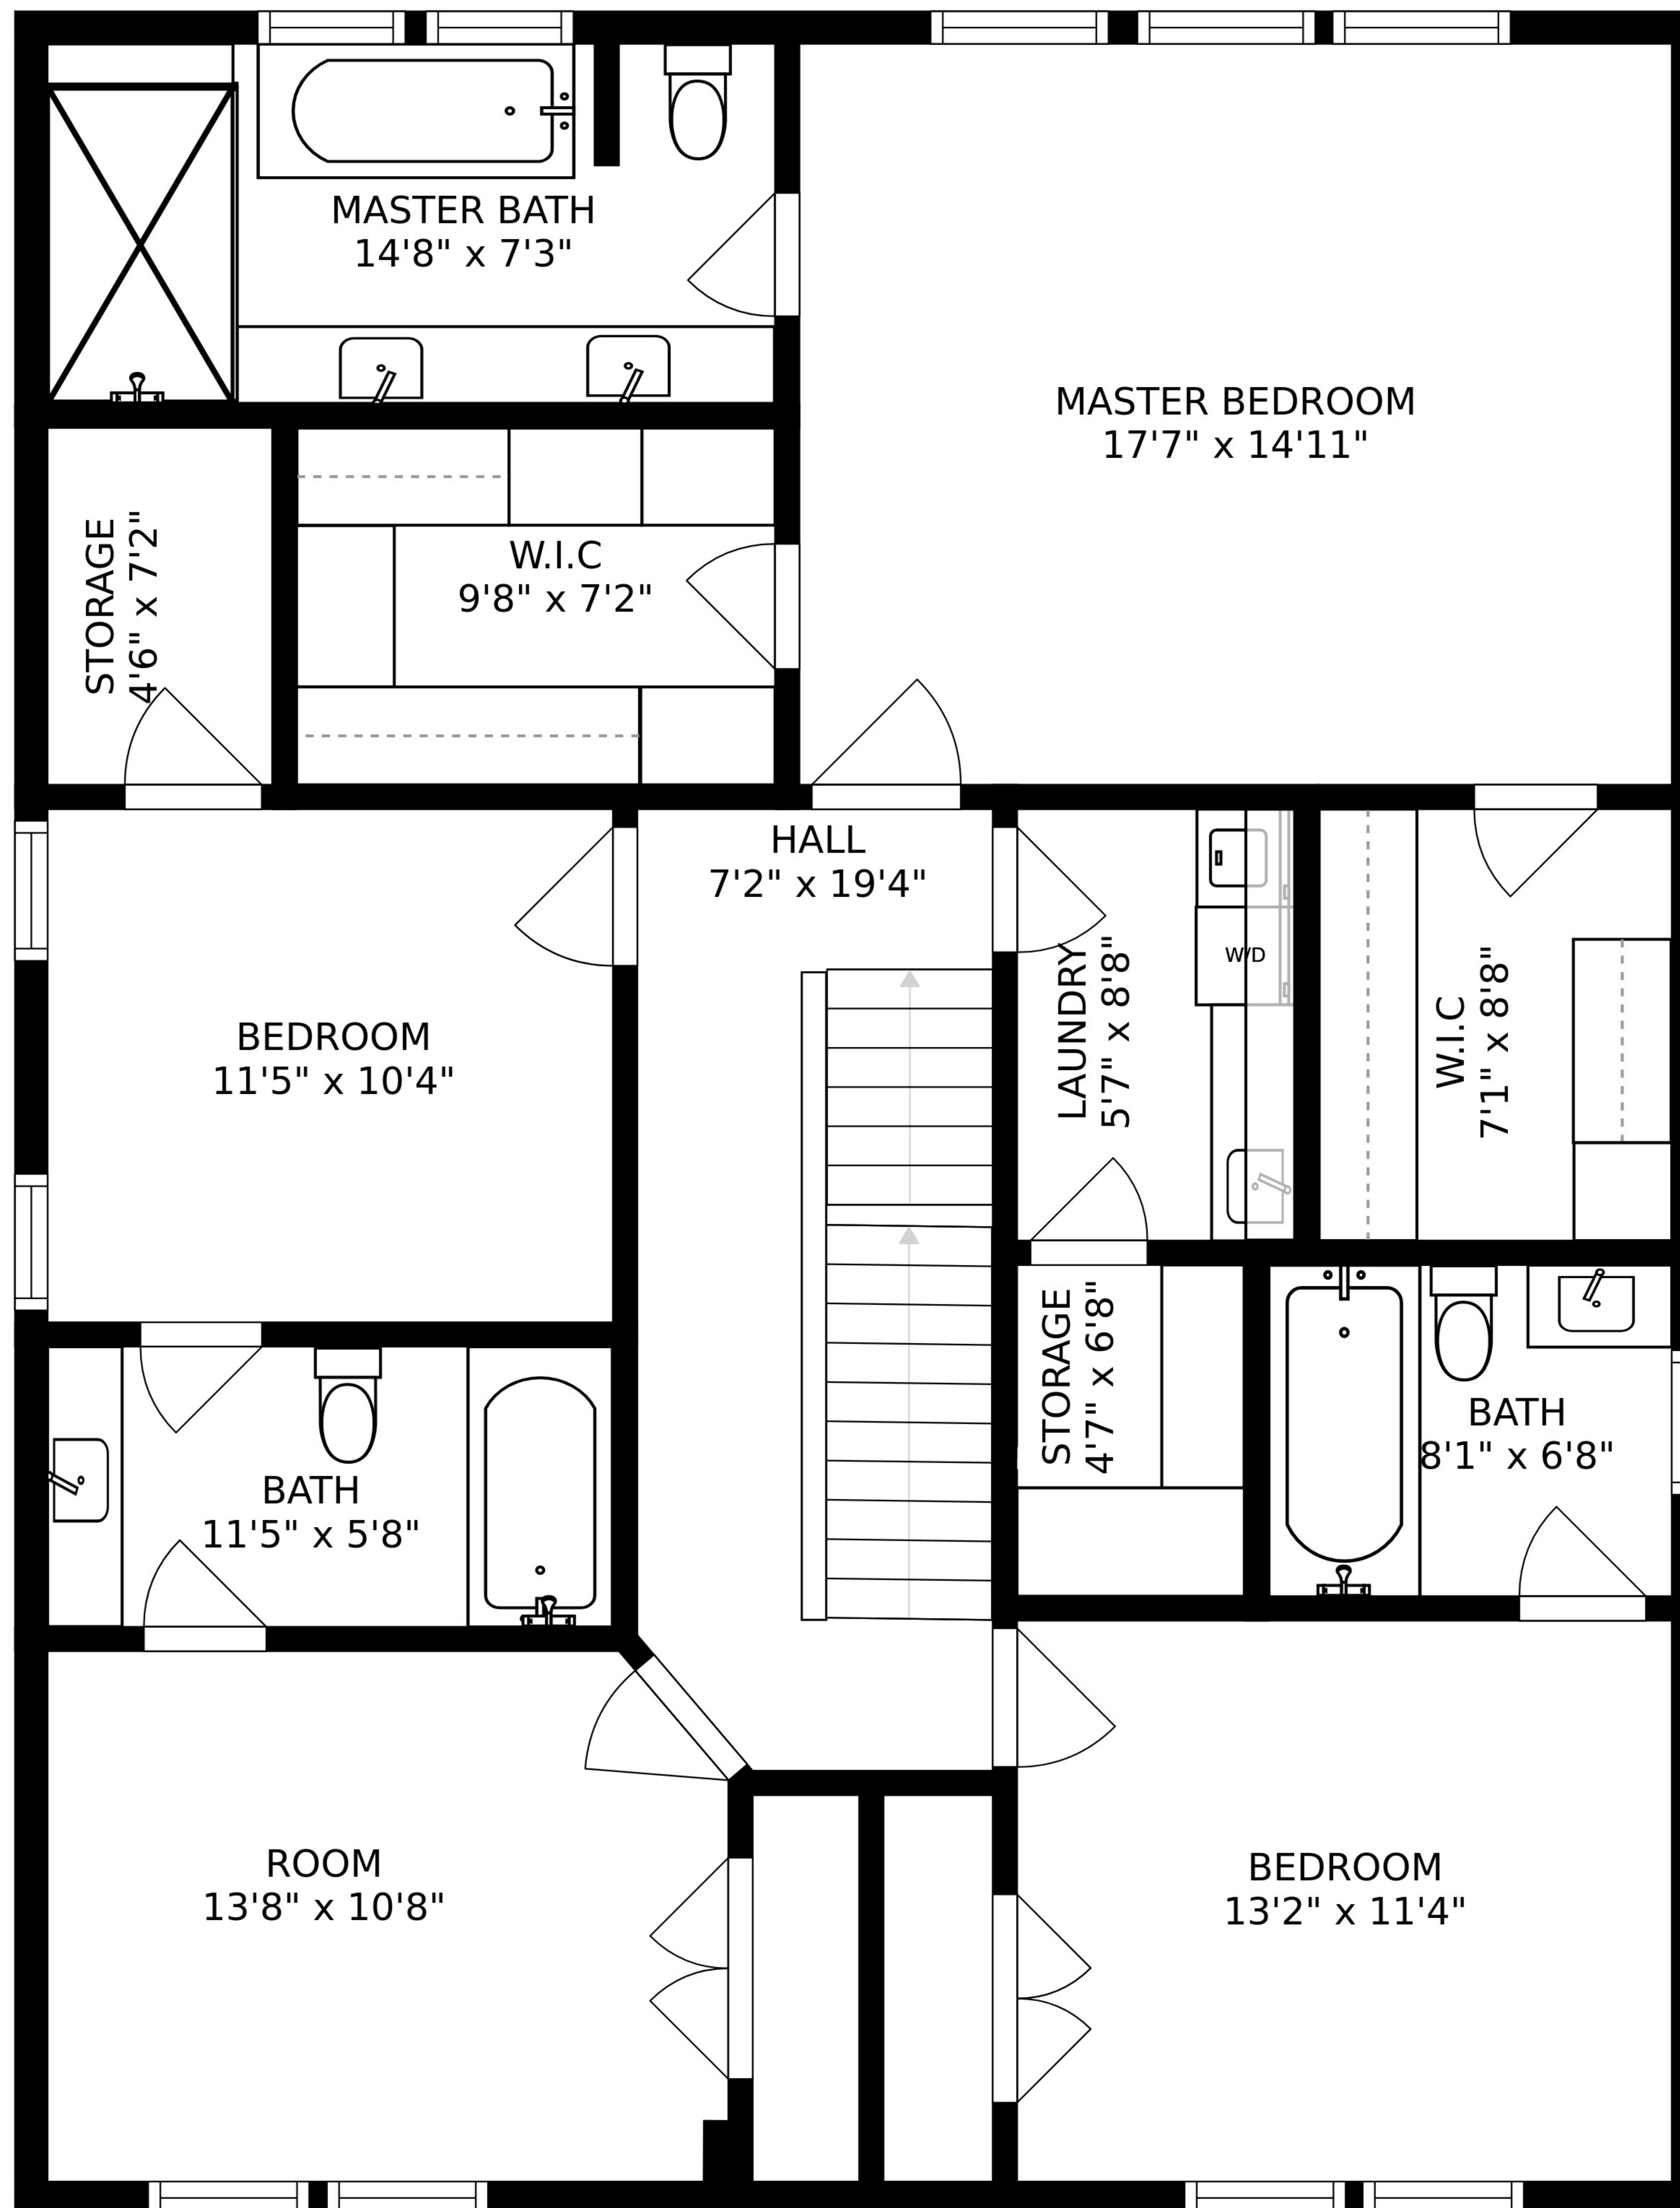 MASTER BATH
14'8" x 7'3"
MASTER BEDROOM
17'7" x 14'11"
STORAGE
4'6" x 7'2"
W.I.C
9'8" x 7'2"
HALL
7'2" x 19'4"
LAUNDRY
5'7" x 8'8"
W/D
W.I.C
7'1" x 8'8"
BEDROOM
11'5" x 10'4"
STORAGE
4'7" x 6'8"
BATH
8'1" x 6'8"
BATH
11'5" x 5'8"
ROOM
13'8" x 10'8"
BEDROOM
13'2" x 11'4"